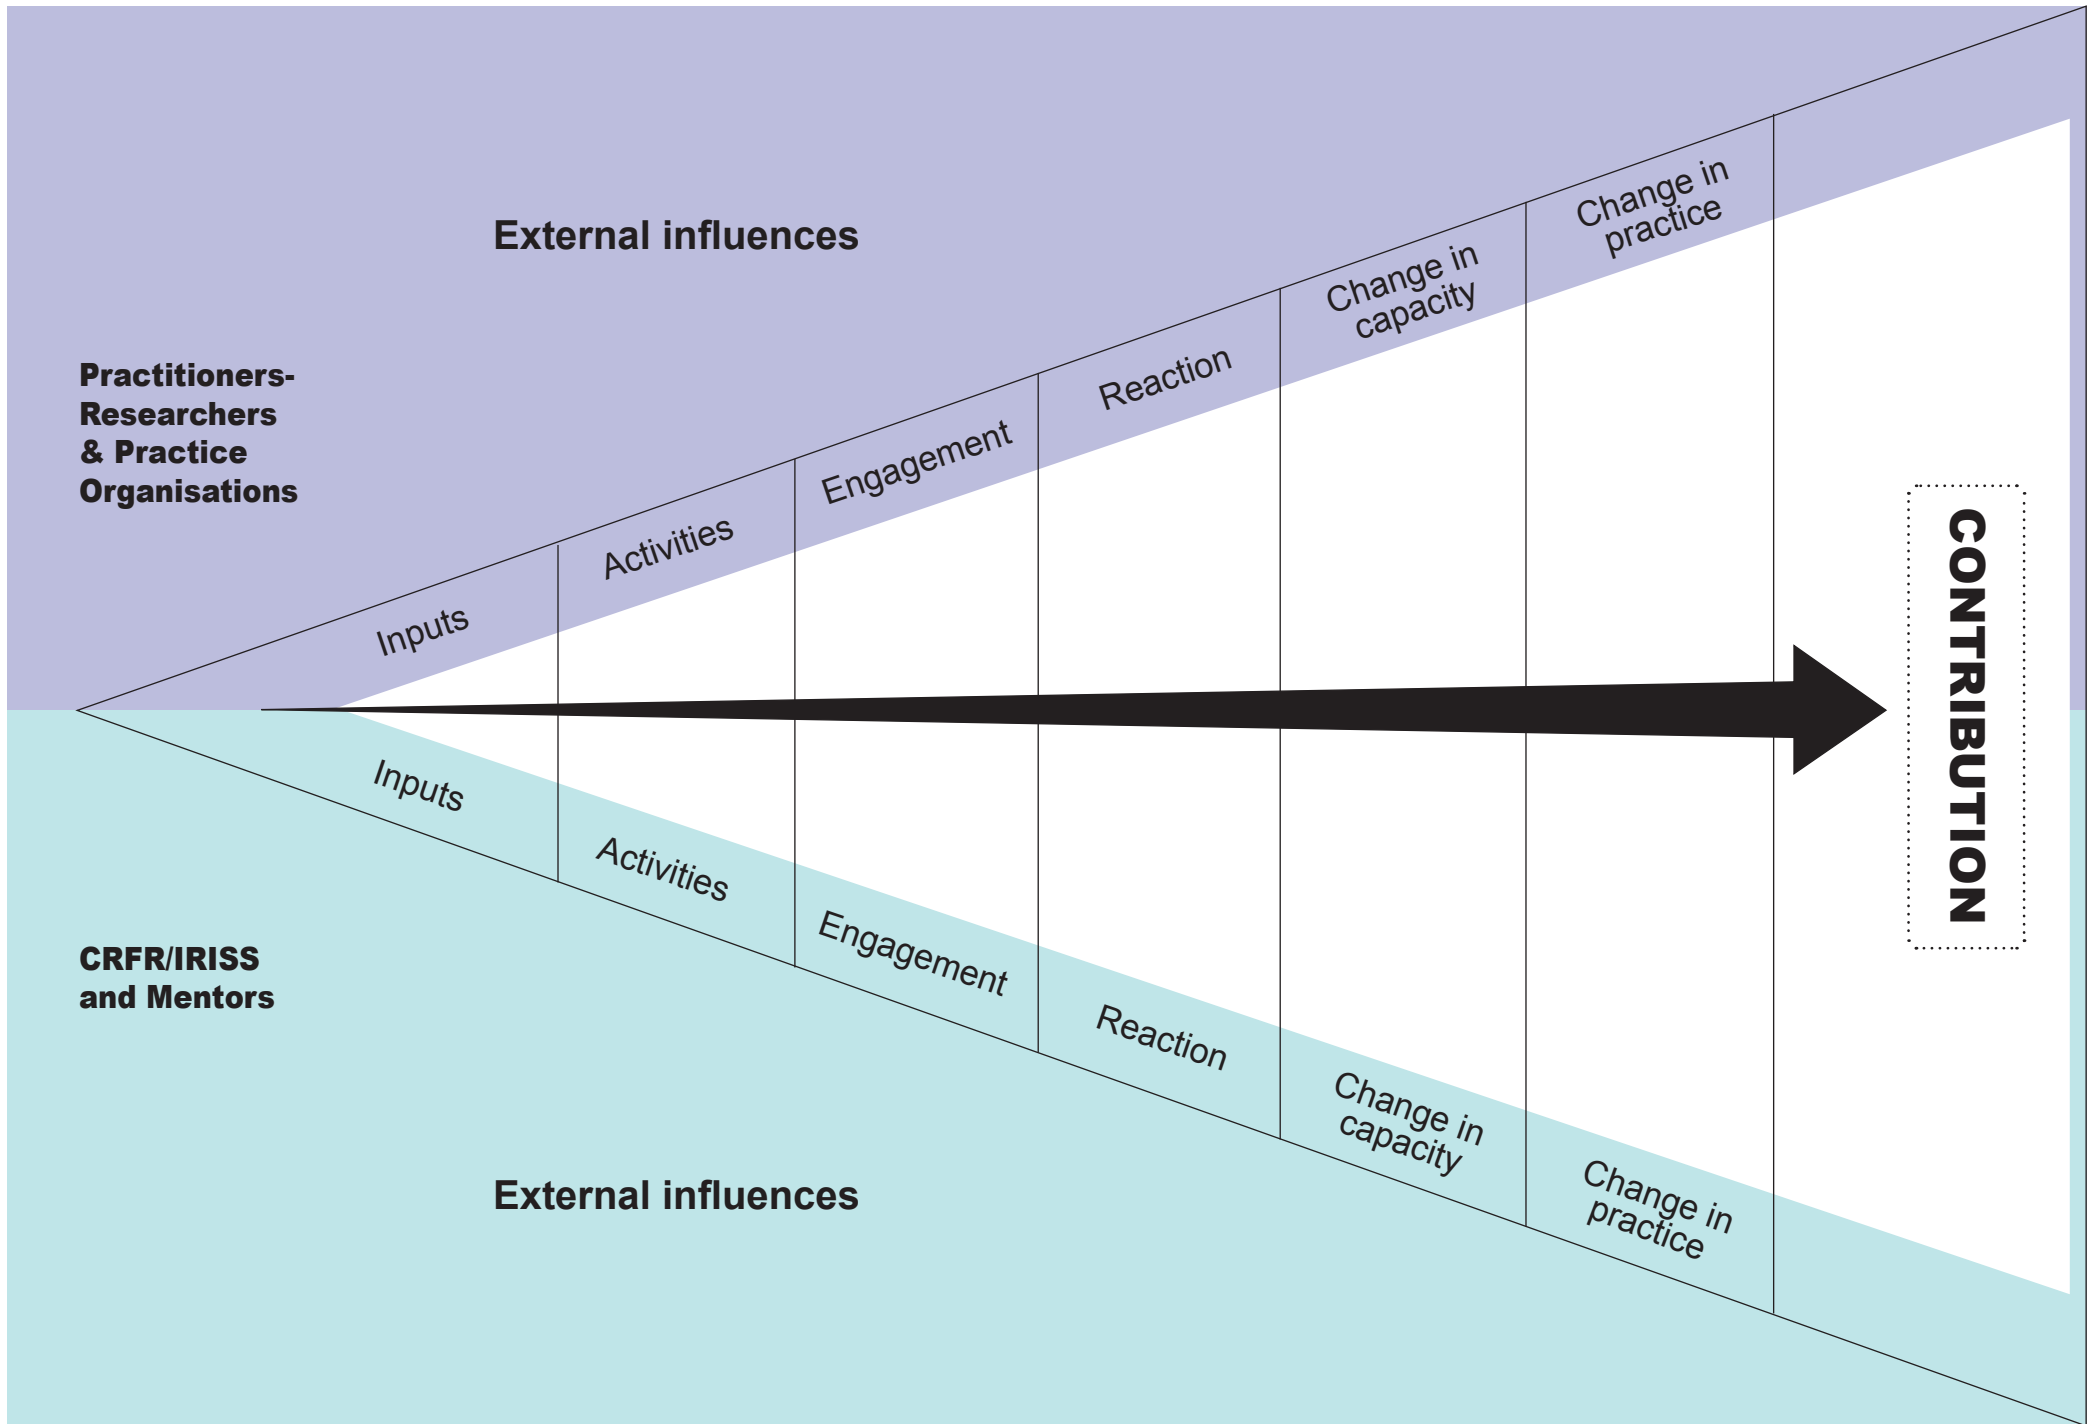 External influences
Practitioners-
Researchers
& Practice
Organisations
Inputs
Activities
Engagement
Reaction
Change in
capacity
Change in
practice
CONTRIBUTION
CRFR/IRISS
and Mentors
Inputs
Activities
Engagement
Reaction
Change in
capacity
Change in
practice
External influences